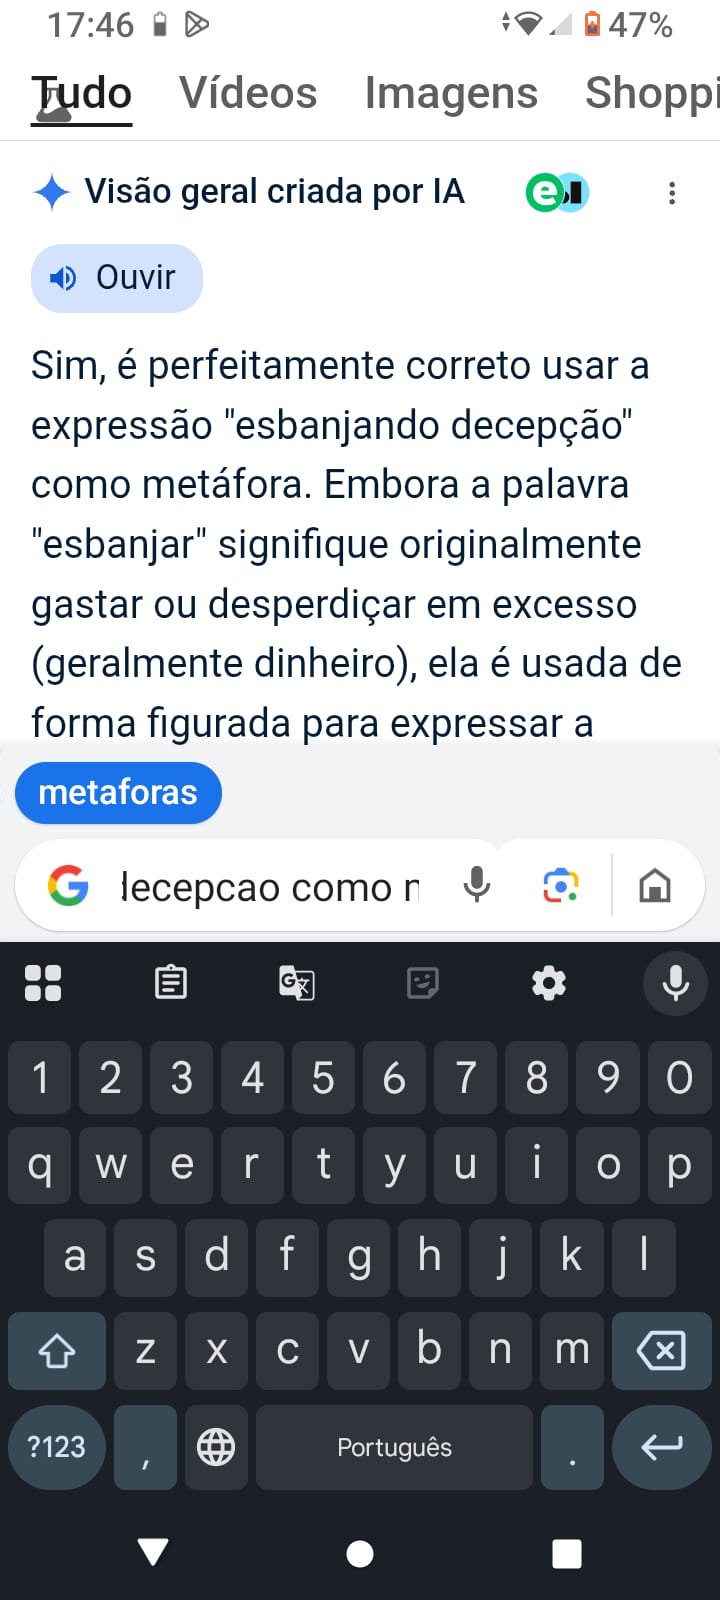 17:46 47%
Tudo Vídeos Imagens Shoppi
Visão geral criada por IA
Ouvir
Sim, é perfeitamente correto usar a
expressão "esbanjando decepção"
como metáfora. Embora a palavra
"esbanjar" signifique originalmente
gastar ou desperdiçar em excesso
(geralmente dinheiro), ela é usada de
forma figurada para expressar a
metaforas
decepcao como
1 2 3 4 5 6 7 8 9 0
q w e r t y u i o p
a s d f g h j k l
z x c v b n m
?123 , Português .